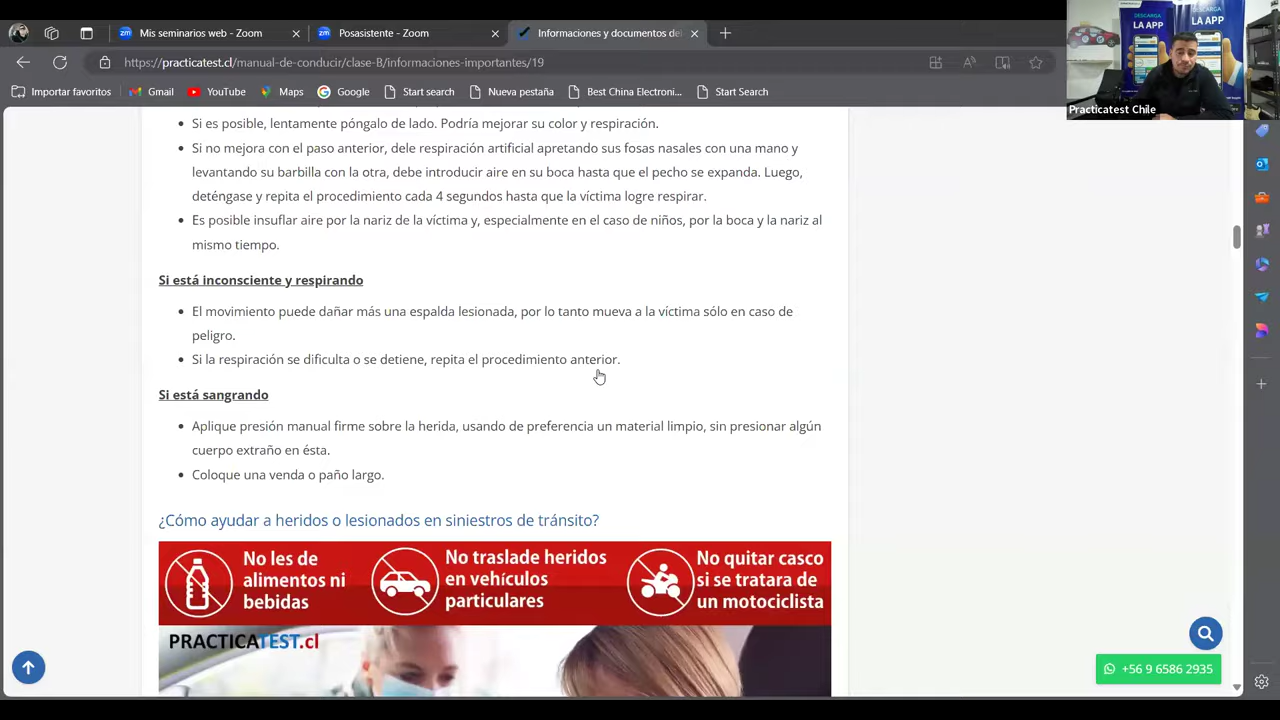 Mis seminarios web - Zoom
Posasistente - Zoom
Informaciones y documentos de
https://practicatest.cl/manual-de-conducir/clase-B/informaciones-importantes/19
Importar favoritos
Gmail
YouTube
Maps
Google
Start search
Nueva pestaña
Best China Electroni...
Start Search
DESCARGA
LA APP
DESCARGA
LA APP
Practicatest Chile
Si es posible, lentamente póngalo de lado. Podría mejorar su color y respiración.
Si no mejora con el paso anterior, dele respiración artificial apretando sus fosas nasales con una mano y
levantando su barbilla con la otra, debe introducir aire en su boca hasta que el pecho se expanda. Luego,
deténgase y repita el procedimiento cada 4 segundos hasta que la víctima logre respirar.
Es posible insuflar aire por la nariz de la víctima y, especialmente en el caso de niños, por la boca y la nariz al
mismo tiempo.
Si está inconsciente y respirando
El movimiento puede dañar más una espalda lesionada, por lo tanto mueva a la víctima sólo en caso de
peligro.
Si la respiración se dificulta o se detiene, repita el procedimiento anterior.
Si está sangrando
Aplique presión manual firme sobre la herida, usando de preferencia un material limpio, sin presionar algún
cuerpo extraño en ésta.
Coloque una venda o paño largo.
¿Cómo ayudar a heridos o lesionados en siniestros de tránsito?
No les de
alimentos ni
bebidas
No traslade heridos
en vehículos
particulares
No quitar casco
si se tratara de
un motociclista
PRACTICATEST.cl
+56 9 6586 2935